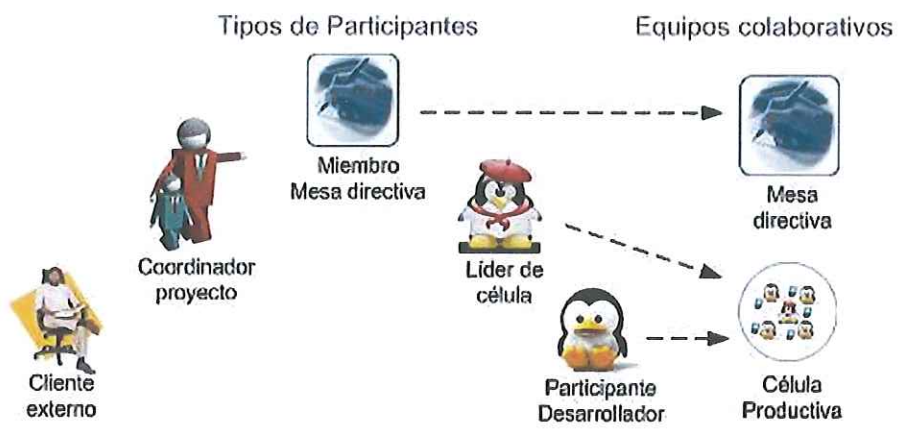 Tipos de Participantes
Equipos colaborativos
Miembro
Mesa directiva
Mesa
directiva
Coordinador
proyecto
Líder de
célula
Cliente
externo
Participante
Desarrollador
Célula
Productiva